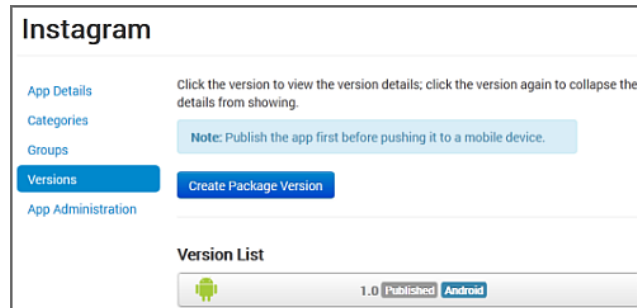 Instagram
App Details
Categories
Groups
Versions
App Administration
Click the version to view the version details; click the version again to collapse the
details from showing.
Note: Publish the app first before pushing it to a mobile device.
Create Package Version
Version List
1.0 Published Android